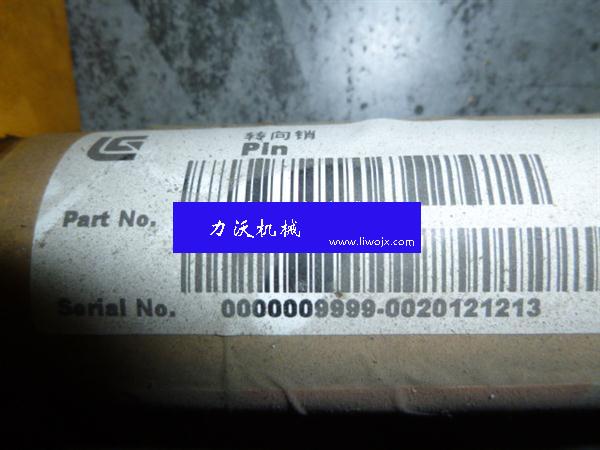 转向销
Pin
Part No.
力沃机械
www.liwojx.com
Serial No. 0000009999-0020121213